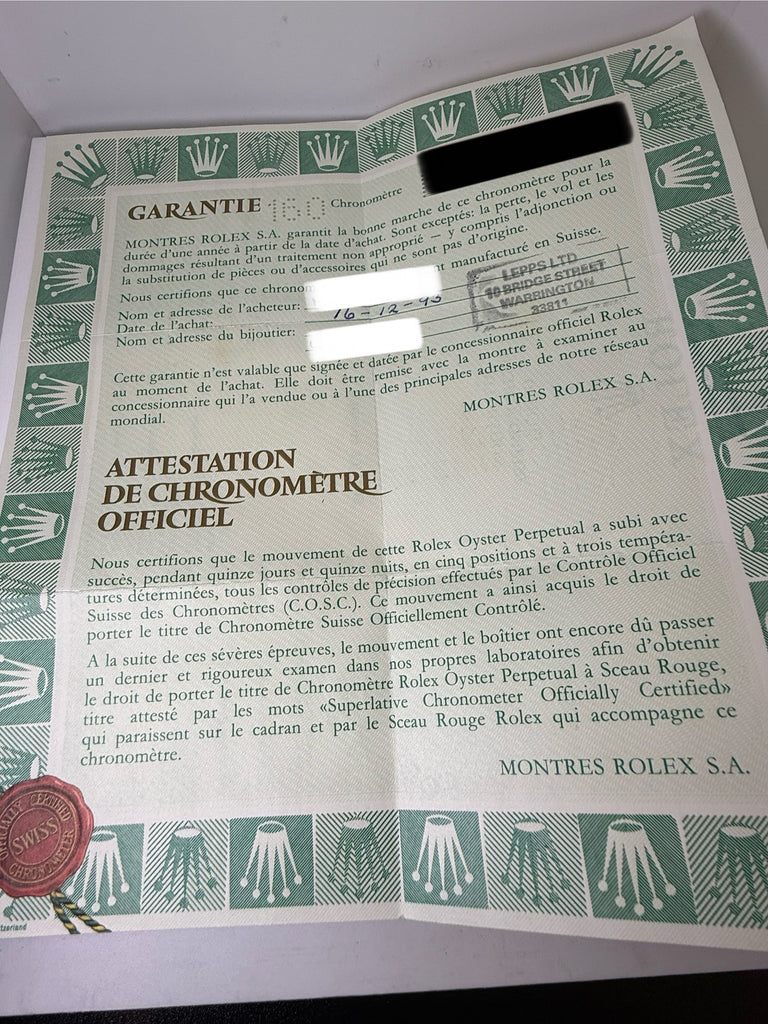 GARANTIE 160 Chronomètre
MONTRES ROLEX S.A. garantit la bonne marche de ce chronomètre pour la
durée d'une année à partir de la date d'achat. Sont exceptés: la perte, le vol et les
dommages résultant d'un traitement non approprié – y compris l'adjonction ou
la substitution de pièces ou d'accessoires qui ne sont pas d'origine.
Nous certifions que ce chronom manufacturé en Suisse.
Nom et adresse de l'acheteur:
Date de l'achat: 16-12-
Nom et adresse du bijoutier:
LEPPS LTD
10 BRIDGE STREET
WARRINGTON
33811
Cette garantie n'est valable que signée et datée par le concessionnaire officiel Rolex
au moment de l'achat. Elle doit être remise avec la montre à examiner au
concessionnaire qui l'a vendue ou à l'une des principales adresses de notre réseau
mondial.
MONTRES ROLEX S.A.
ATTESTATION
DE CHRONOMÈTRE
OFFICIEL
Nous certifions que le mouvement de cette Rolex Oyster Perpetual a subi avec
succès, pendant quinze jours et quinze nuits, en cinq positions et à trois tempéra-
tures déterminées, tous les contrôles de précision effectués par le Contrôle Officiel
Suisse des Chronomètres (C.O.S.C.). Ce mouvement a ainsi acquis le droit de
porter le titre de Chronomètre Suisse Officiellement Contrôlé.
A la suite de ces sévères épreuves, le mouvement et le boîtier ont encore dû passer
un dernier et rigoureux examen dans nos propres laboratoires afin d'obtenir
le droit de porter le titre de Chronomètre Rolex Oyster Perpetual à Sceau Rouge,
titre attesté par les mots «Superlative Chronometer Officially Certified»
qui paraissent sur le cadran et par le Sceau Rouge Rolex qui accompagne ce
chronomètre.
MONTRES ROLEX S.A.
OFFICIALLY CERTIFIED
SWISS
CHRONOMETER
tzerland